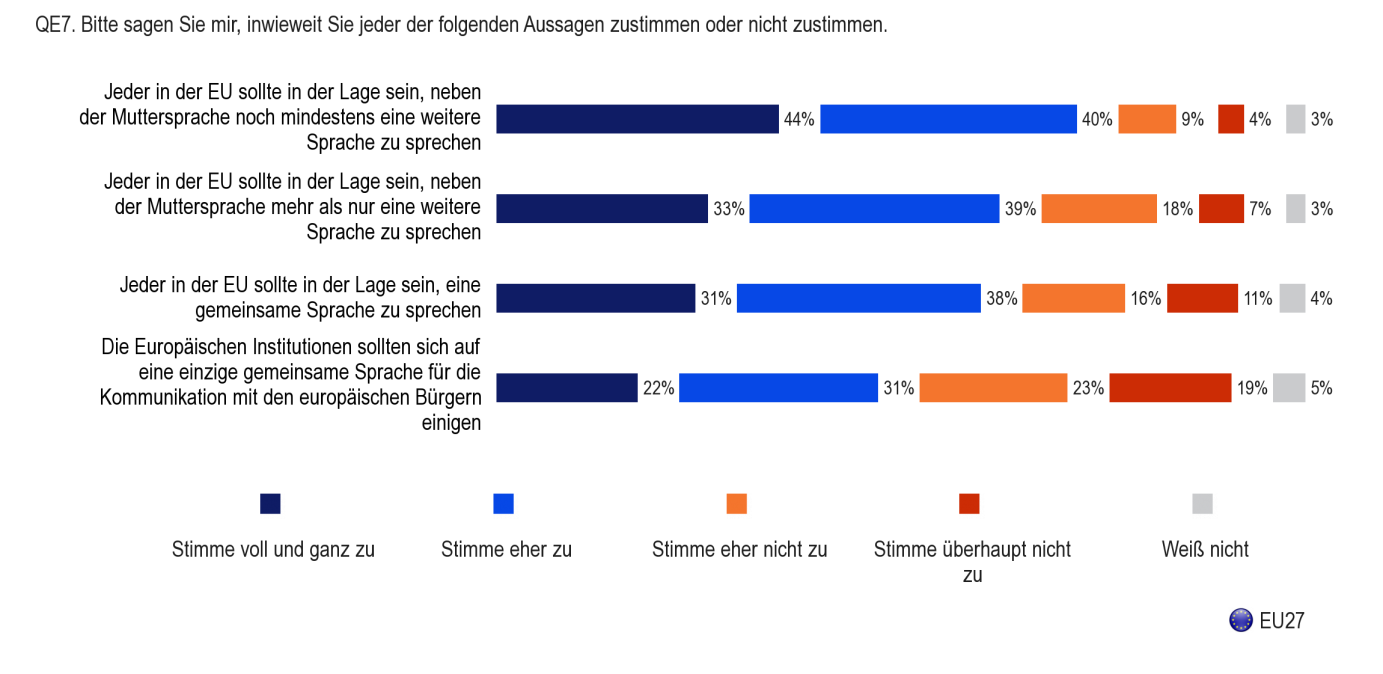 QE7. Bitte sagen Sie mir, inwieweit Sie jeder der folgenden Aussagen zustimmen oder nicht zustimmen.
Jeder in der EU sollte in der Lage sein, neben
der Muttersprache noch mindestens eine weitere
Sprache zu sprechen
44% 40% 9% 4% 3%
Jeder in der EU sollte in der Lage sein, neben
der Muttersprache mehr als nur eine weitere
Sprache zu sprechen
33% 39% 18% 7% 3%
Jeder in der EU sollte in der Lage sein, eine
gemeinsame Sprache zu sprechen
31% 38% 16% 11% 4%
Die Europäischen Institutionen sollten sich auf
eine einzige gemeinsame Sprache für die
Kommunikation mit den europäischen Bürgern
einigen
22% 31% 23% 19% 5%
Stimme voll und ganz zu
Stimme eher zu
Stimme eher nicht zu
Stimme überhaupt nicht
zu
Weiß nicht
EU27